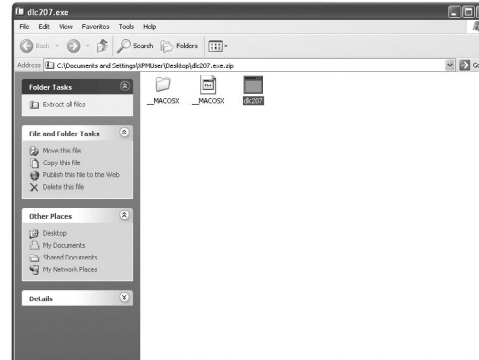 dlc207.exe
File Edit View Favorites Tools Help
Back Search Folders
Address C:\Documents and Settings\XPMUser\Desktop\dlc207.exe.zip Go
Folder Tasks
Extract all files
File and Folder Tasks
Move this file
Copy this file
Publish this file to the Web
Delete this file
Other Places
Desktop
My Documents
Shared Documents
My Network Places
Details
__MACOSX __MACOSX dlc207